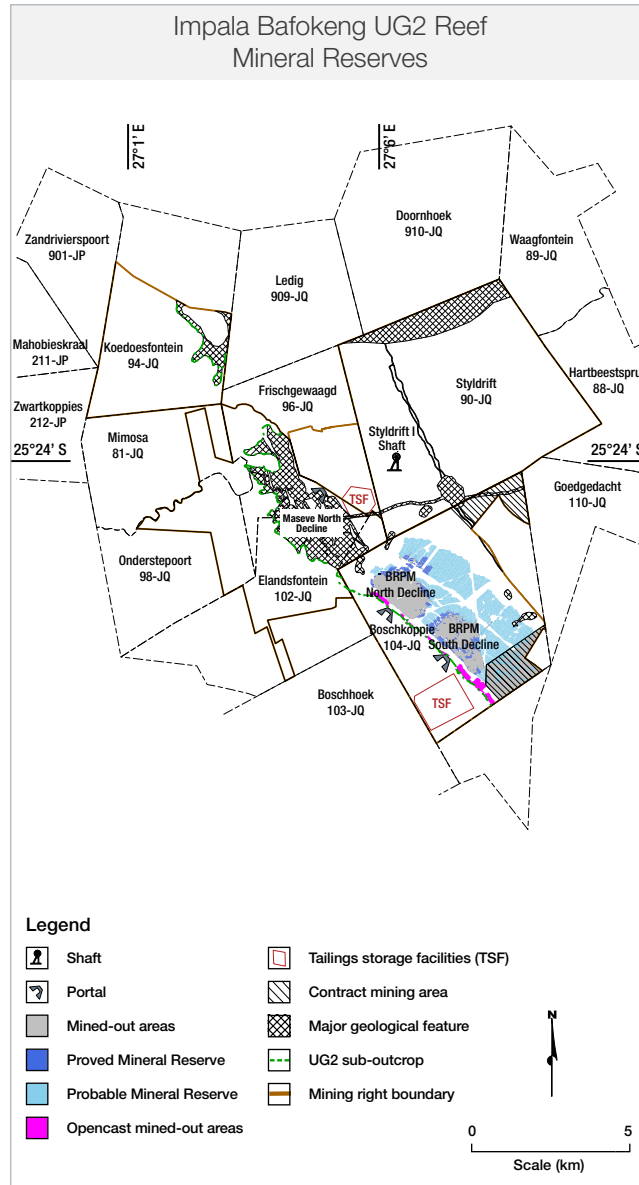 Impala Bafokeng UG2 Reef
Mineral Reserves
27°1' E
27°6' E
Doornhoek
910-JQ
Zandrivierspoort
901-JP
Waagfontein
89-JQ
Ledig
909-JQ
Mahobieskraal
211-JP
Koedoesfontein
94-JQ
Hartbeestspru
88-JQ
Styldrift
90-JQ
Frischgewaagd
96-JQ
Zwartkoppies
212-JP
Mimosa
81-JQ
Styldrift I
Shaft
25°24' S
25°24' S
Goedgedacht
110-JQ
TSF
Maseve North
Decline
Onderstepoort
98-JQ
Elandsfontein
102-JQ
BRPM
North Decline
BRPM
South Decline
Boschkoppie
104-JQ
Boschhoek
103-JQ
TSF
Legend
Shaft
Portal
Mined-out areas
Proved Mineral Reserve
Probable Mineral Reserve
Opencast mined-out areas
Tailings storage facilities (TSF)
Contract mining area
Major geological feature
UG2 sub-outcrop
Mining right boundary
N
0
5
Scale (km)